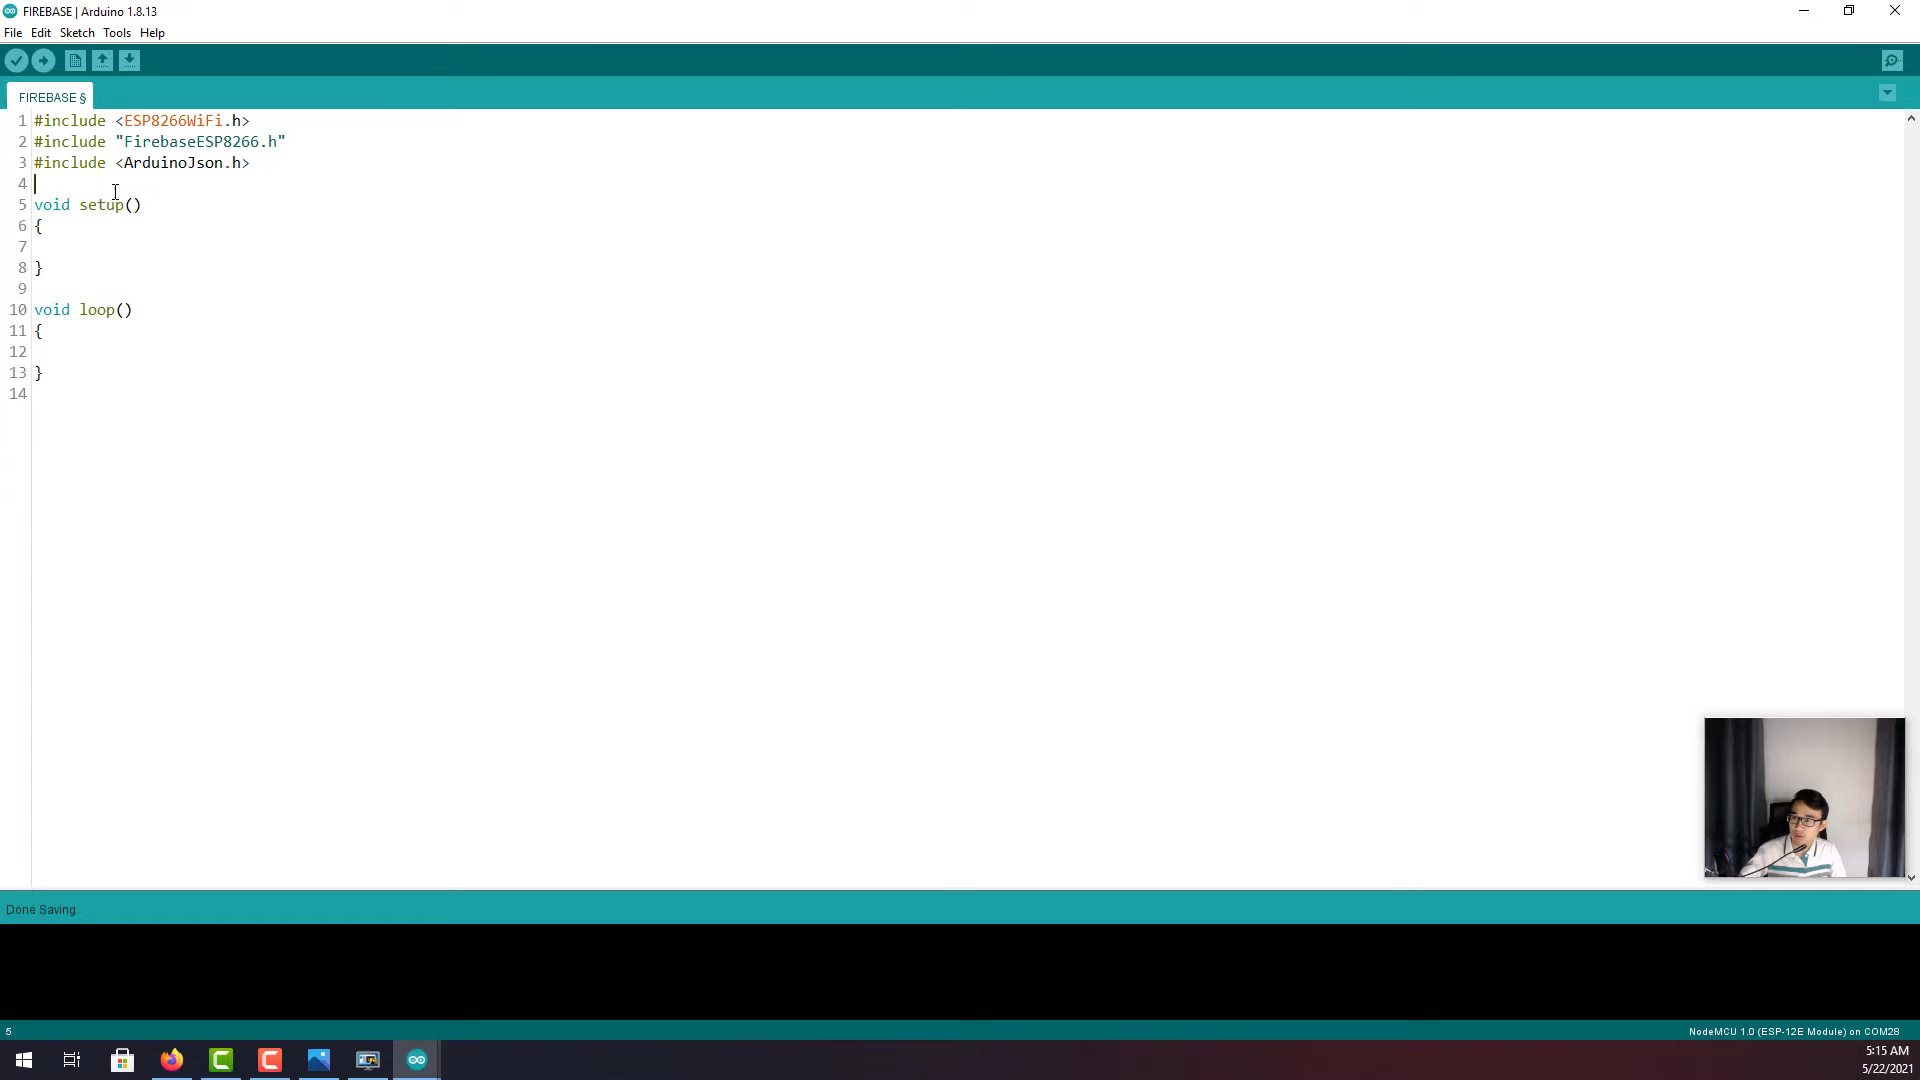 FIREBASE | Arduino 1.8.13
File Edit Sketch Tools Help
FIREBASE §
1 #include <ESP8266WiFi.h>
2 #include "FirebaseESP8266.h"
3 #include <ArduinoJson.h>
4
5 void setup()
6 {
7
8 }
9
10 void loop()
11 {
12
13 }
14
Done Saving.
5 NodeMCU 1.0 (ESP-12E Module) on COM28
5:15 AM
5/22/2021